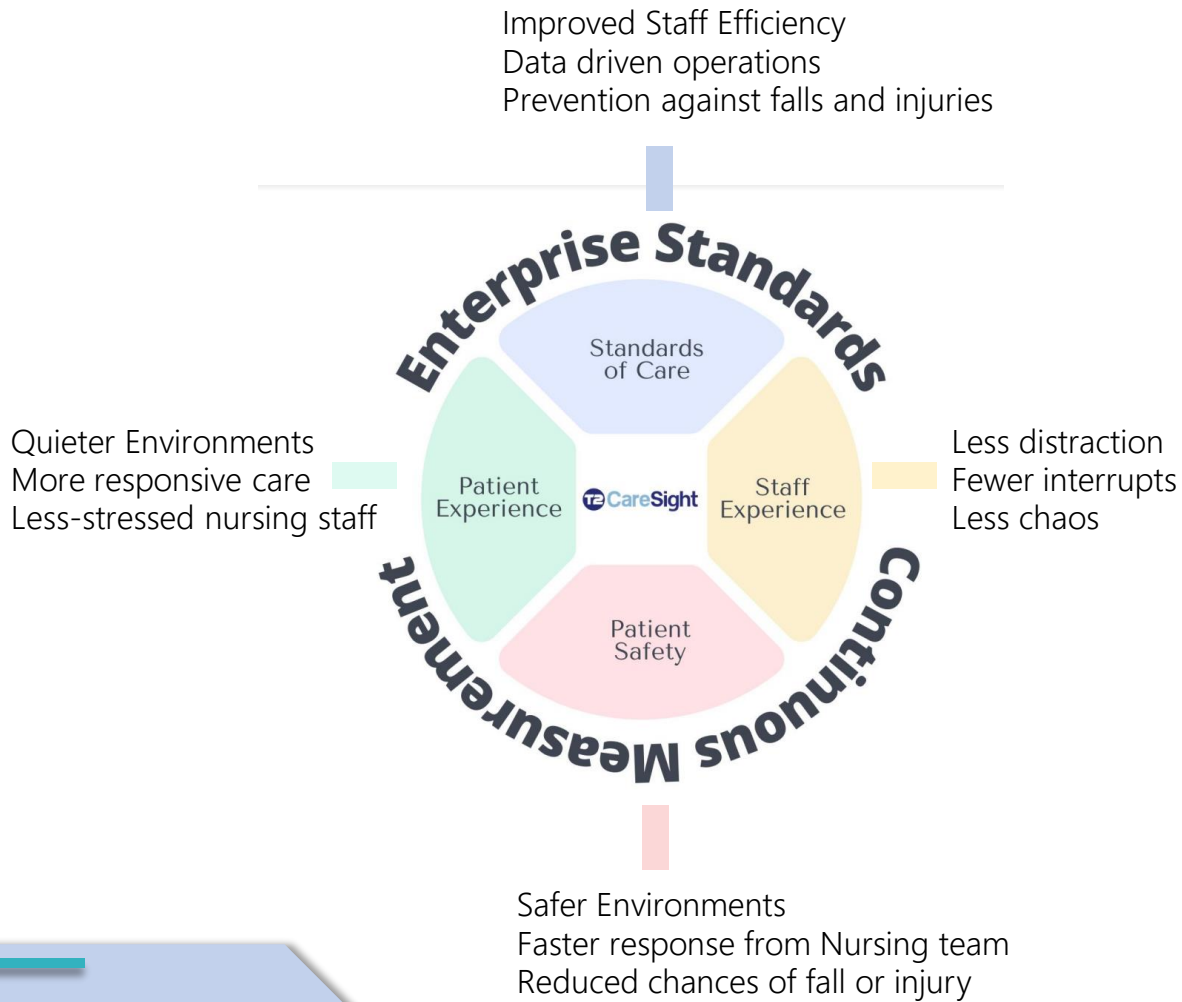 Improved Staff Efficiency
Data driven operations
Prevention against falls and injuries
Enterprise Standards
Standards
of Care
Quieter Environments
More responsive care
Less-stressed nursing staff
Patient
Experience
T2 CareSight
Staff
Experience
Less distraction
Fewer interrupts
Less chaos
Patient
Safety
Continuous Measurement
Safer Environments
Faster response from Nursing team
Reduced chances of fall or injury